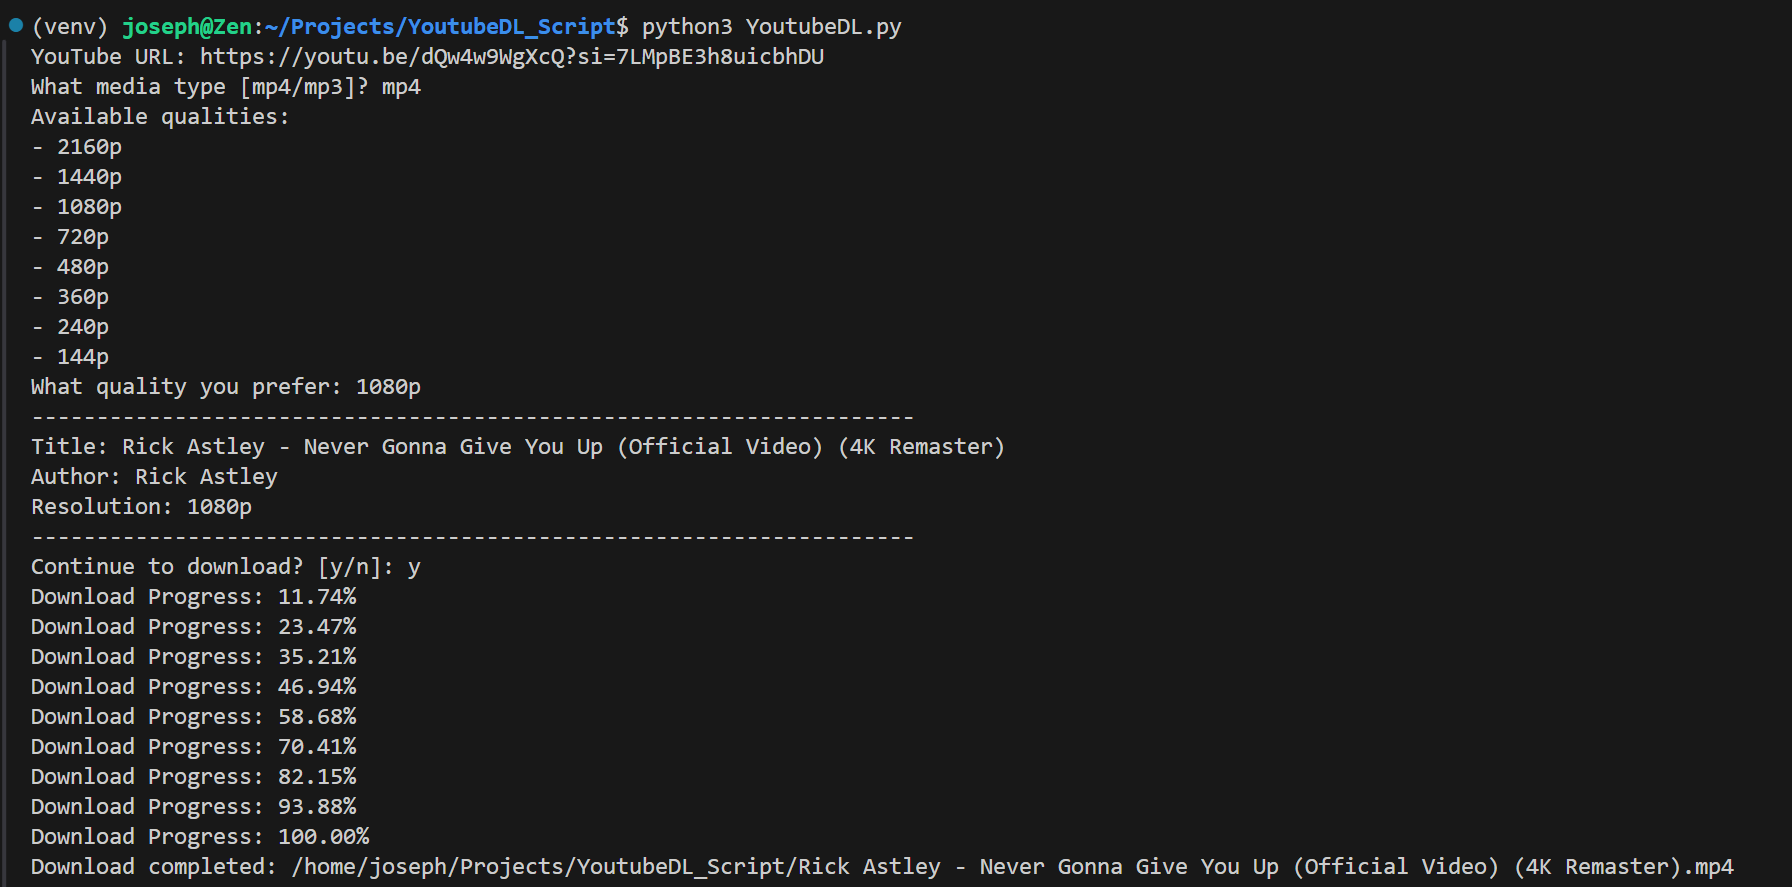 (venv) joseph@Zen:~/Projects/YoutubeDL_Script$ python3 YoutubeDL.py
YouTube URL: https://youtu.be/dQw4w9WgXcQ?si=7LMpBE3h8uicbhDU
What media type [mp4/mp3]? mp4
Available qualities:
- 2160p
- 1440p
- 1080p
- 720p
- 480p
- 360p
- 240p
- 144p
What quality you prefer: 1080p
--------------------------------------------------------------------
Title: Rick Astley - Never Gonna Give You Up (Official Video) (4K Remaster)
Author: Rick Astley
Resolution: 1080p
--------------------------------------------------------------------
Continue to download? [y/n]: y
Download Progress: 11.74%
Download Progress: 23.47%
Download Progress: 35.21%
Download Progress: 46.94%
Download Progress: 58.68%
Download Progress: 70.41%
Download Progress: 82.15%
Download Progress: 93.88%
Download Progress: 100.00%
Download completed: /home/joseph/Projects/YoutubeDL_Script/Rick Astley - Never Gonna Give You Up (Official Video) (4K Remaster).mp4